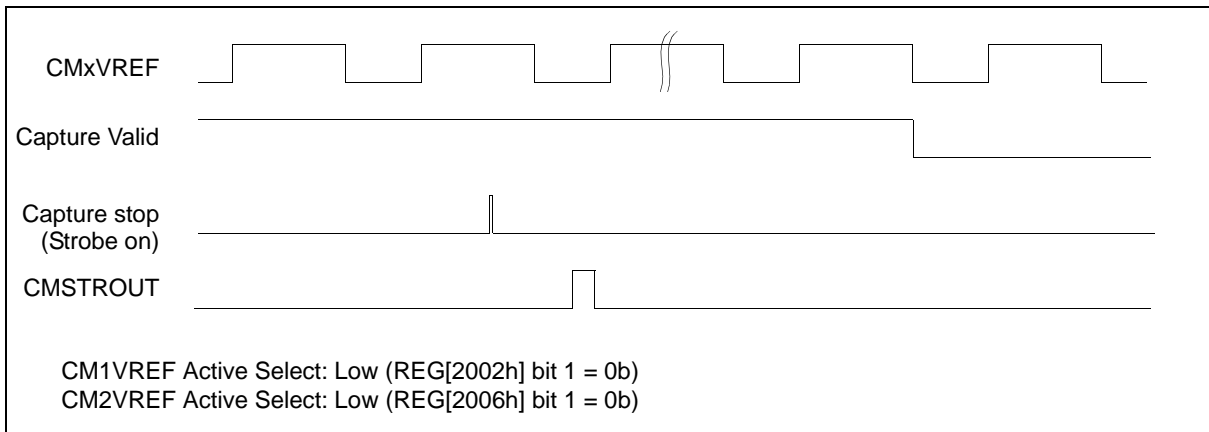 CMxVREF
Capture Valid
Capture stop
(Strobe on)
CMSTROUT
CM1VREF Active Select: Low (REG[2002h] bit 1 = 0b)
CM2VREF Active Select: Low (REG[2006h] bit 1 = 0b)